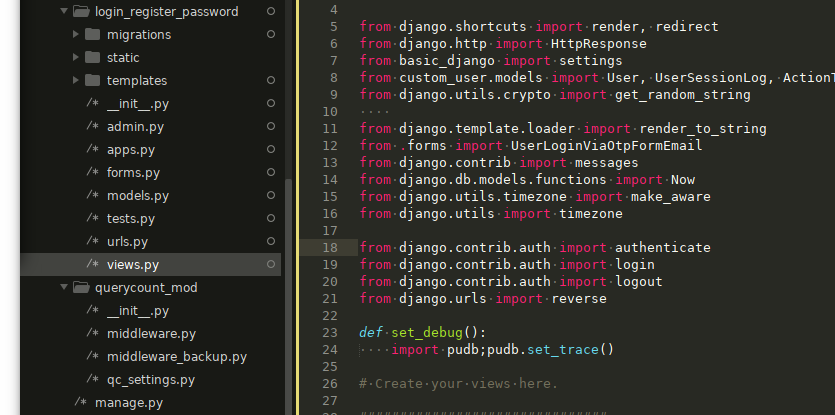 login_register_password
migrations
static
templates
__init__.py
admin.py
apps.py
forms.py
models.py
tests.py
urls.py
views.py
querycount_mod
__init__.py
middleware.py
middleware_backup.py
qc_settings.py
manage.py
4
5 from django.shortcuts import render, redirect
6 from django.http import HttpResponse
7 from basic_django import settings
8 from custom_user.models import User, UserSessionLog, ActionT
9 from django.utils.crypto import get_random_string
10
11 from django.template.loader import render_to_string
12 from .forms import UserLoginViaOtpFormEmail
13 from django.contrib import messages
14 from django.db.models.functions import Now
15 from django.utils.timezone import make_aware
16 from django.utils import timezone
17
18 from django.contrib.auth import authenticate
19 from django.contrib.auth import login
20 from django.contrib.auth import logout
21 from django.urls import reverse
22
23 def set_debug():
24 import pudb;pudb.set_trace()
25
26 # Create your views here.
27